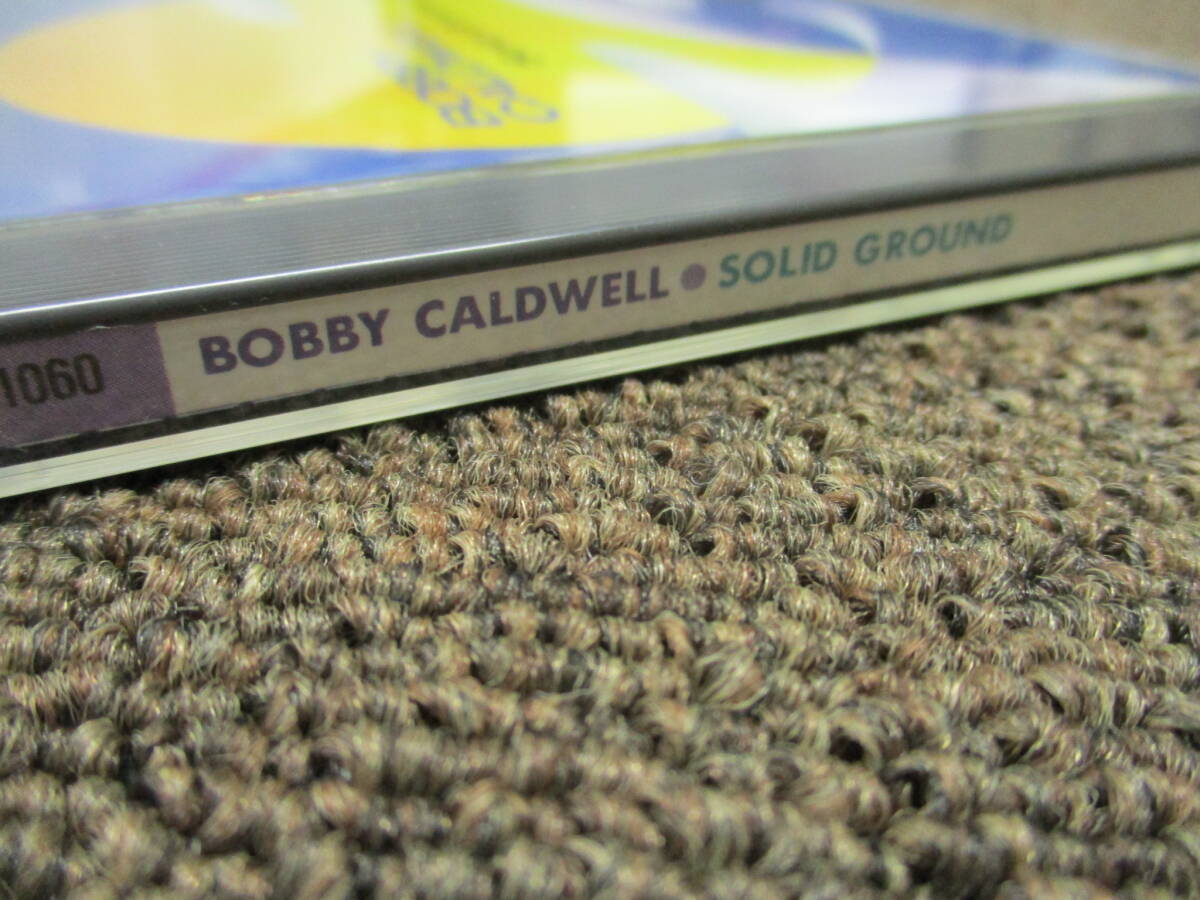 1060 BOBBY CALDWELL ● SOLID GROUND